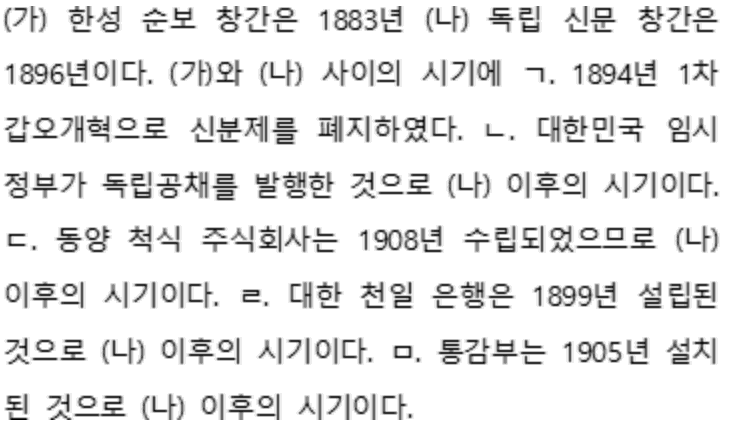 (가) 한성 순보 창간은 1883년 (나) 독립 신문 창간은
1896년이다. (가)와 (나) 사이의 시기에 ㄱ. 1894년 1차
갑오개혁으로 신분제를 폐지하였다. ㄴ. 대한민국 임시
정부가 독립공채를 발행한 것으로 (나) 이후의 시기이다.
ㄷ. 동양 척식 주식회사는 1908년 수립되었으므로 (나)
이후의 시기이다. ㄹ. 대한 천일 은행은 1899년 설립된
것으로 (나) 이후의 시기이다. ㅁ. 통감부는 1905년 설치
된 것으로 (나) 이후의 시기이다.